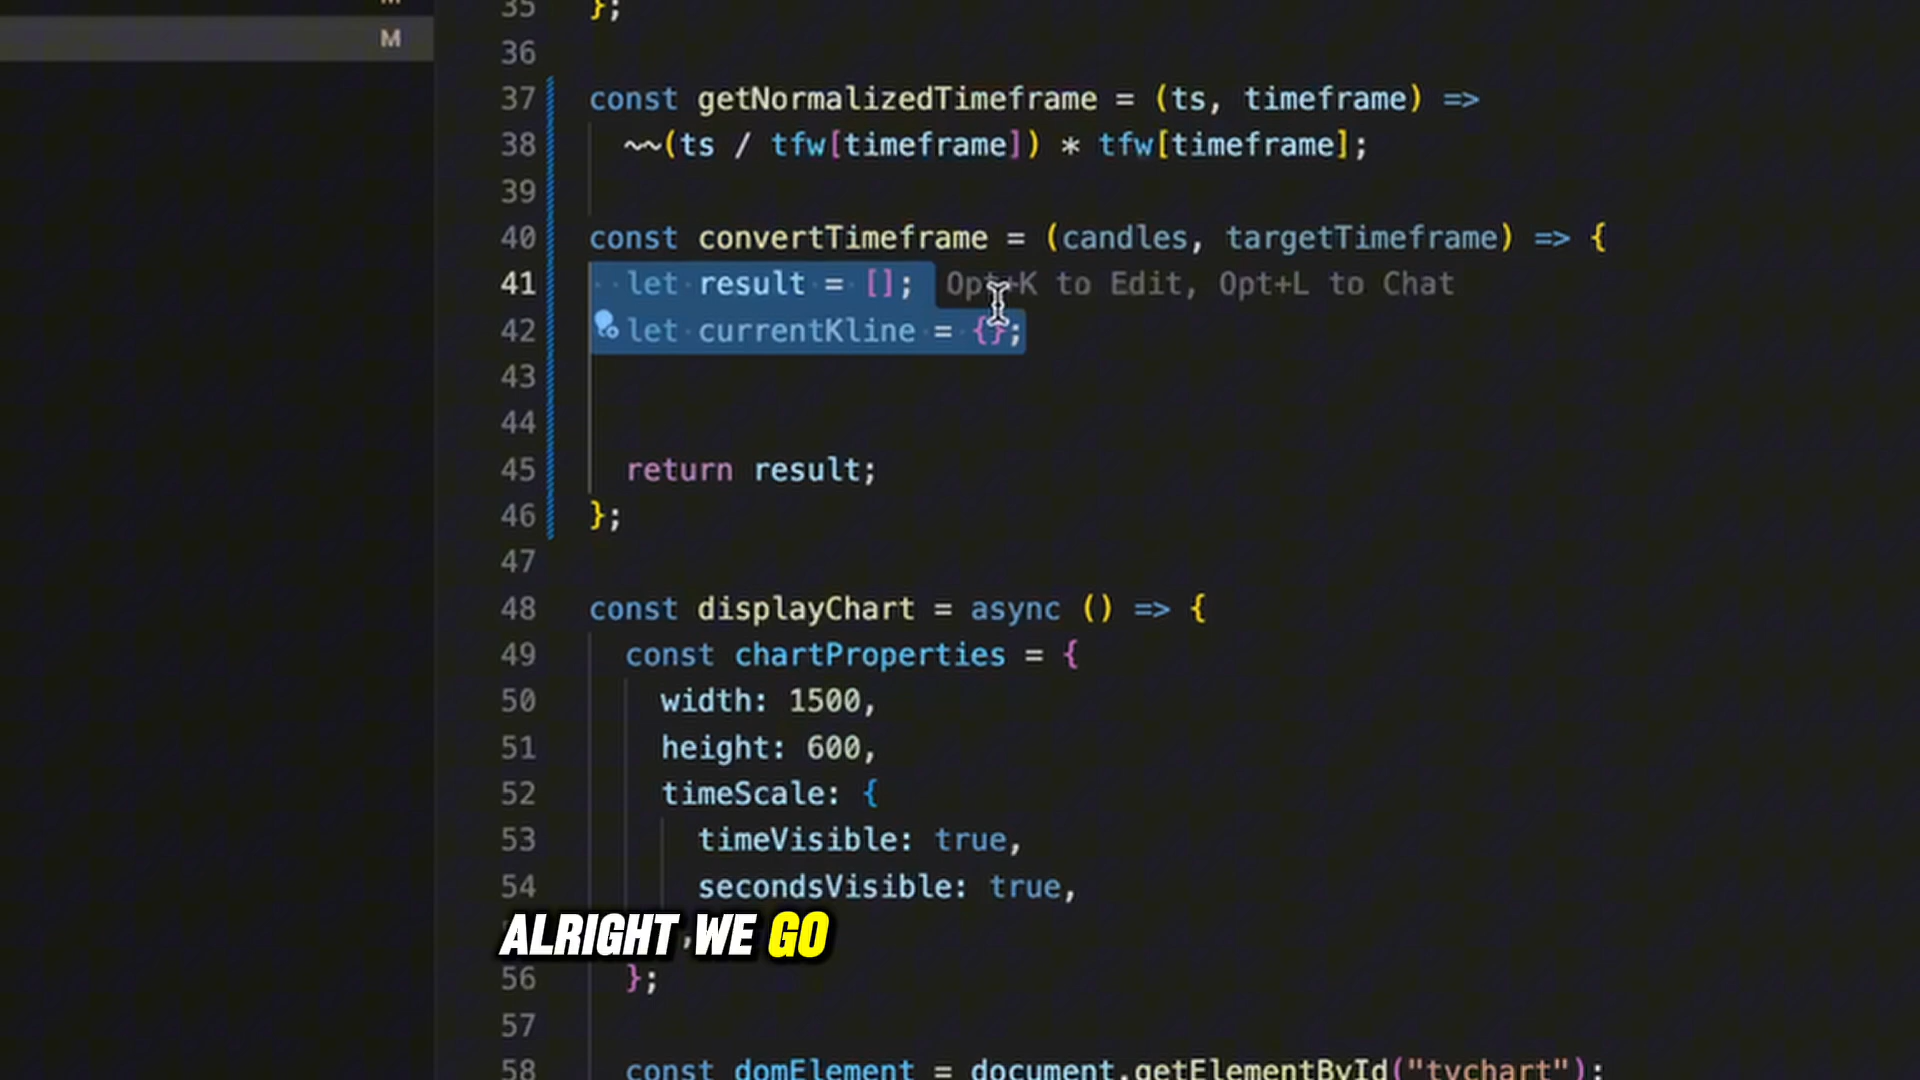 M
M
35 };
36
37 const getNormalizedTimeframe = (ts, timeframe) =>
38 ~~(ts / tfw[timeframe]) * tfw[timeframe];
39
40 const convertTimeframe = (candles, targetTimeframe) => {
41 let result = []; Opt+K to Edit, Opt+L to Chat
42 let currentKline = {};
43
44
45 return result;
46 };
47
48 const displayChart = async () => {
49 const chartProperties = {
50 width: 1500,
51 height: 600,
52 timeScale: {
53 timeVisible: true,
54 secondsVisible: true,
ALRIGHT WE GO
,
56 };
57
58 const domElement = document.getElementById("tvchart");